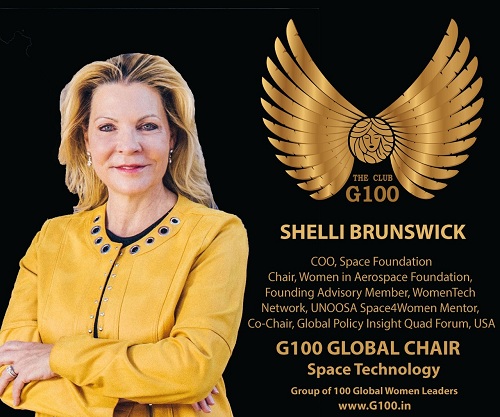 THE CLUB
G100
SHELLI BRUNSWICK
COO, Space Foundation
Chair, Women in Aerospace Foundation,
Founding Advisory Member, WomenTech
Network, UNOOSA Space4Women Mentor,
Co-Chair, Global Policy Insight Quad Forum, USA
G100 GLOBAL CHAIR
Space Technology
Group of 100 Global Women Leaders
www.G100.in